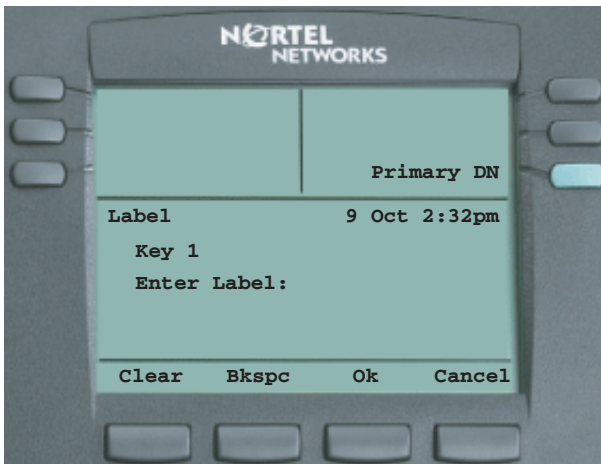 NORTEL
NETWORKS
Primary DN
Label 9 Oct 2:32pm
Key 1
Enter Label:
Clear Bkspc Ok Cancel